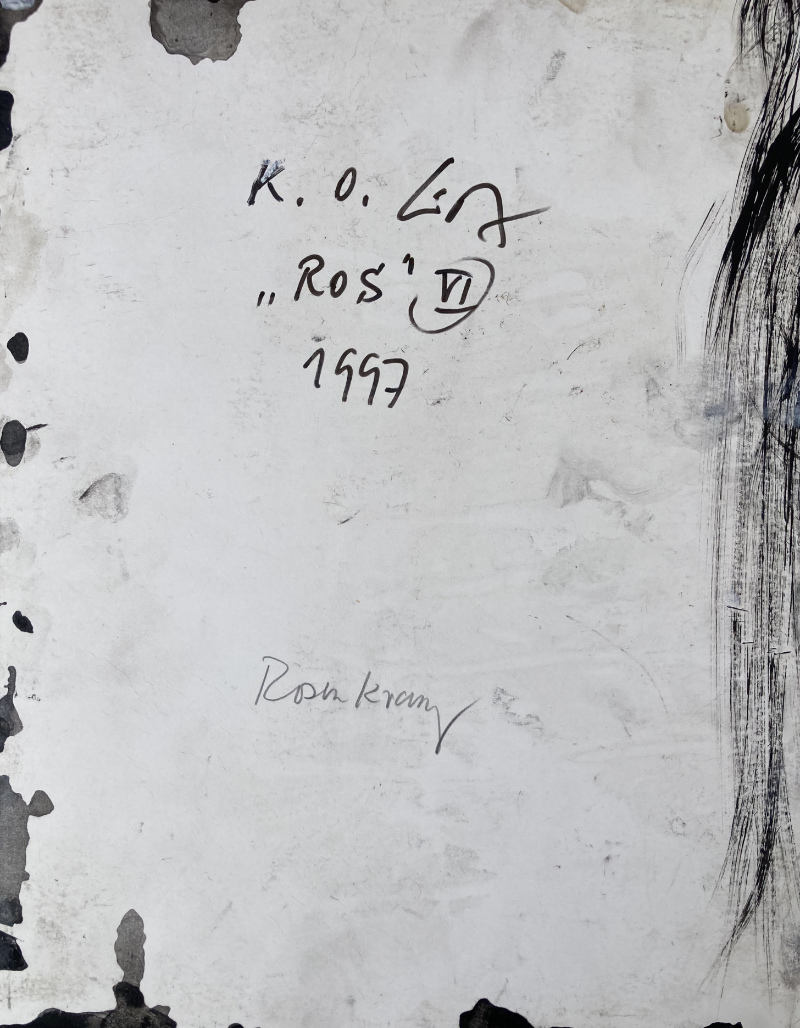 K. O. Götz
„ROS" VI
1997
Rosenkranz